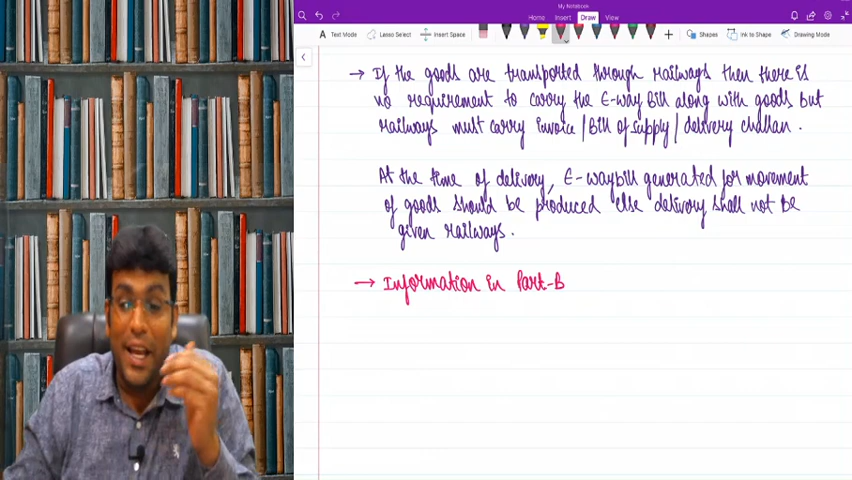 My Notebook
Home Insert Draw View
Text Mode Lasso Select Insert Space Shapes Ink to Shape Drawing Mode
→ If the goods are transported through railways then there is
no requirement to carry the E-way Bill along with goods but
railways must carry invoice / Bill of supply / delivery challan.
At the time of delivery, E-waybill generated for movement
of goods should be produced else delivery shall not be
given railways.
→ Information in Part-B